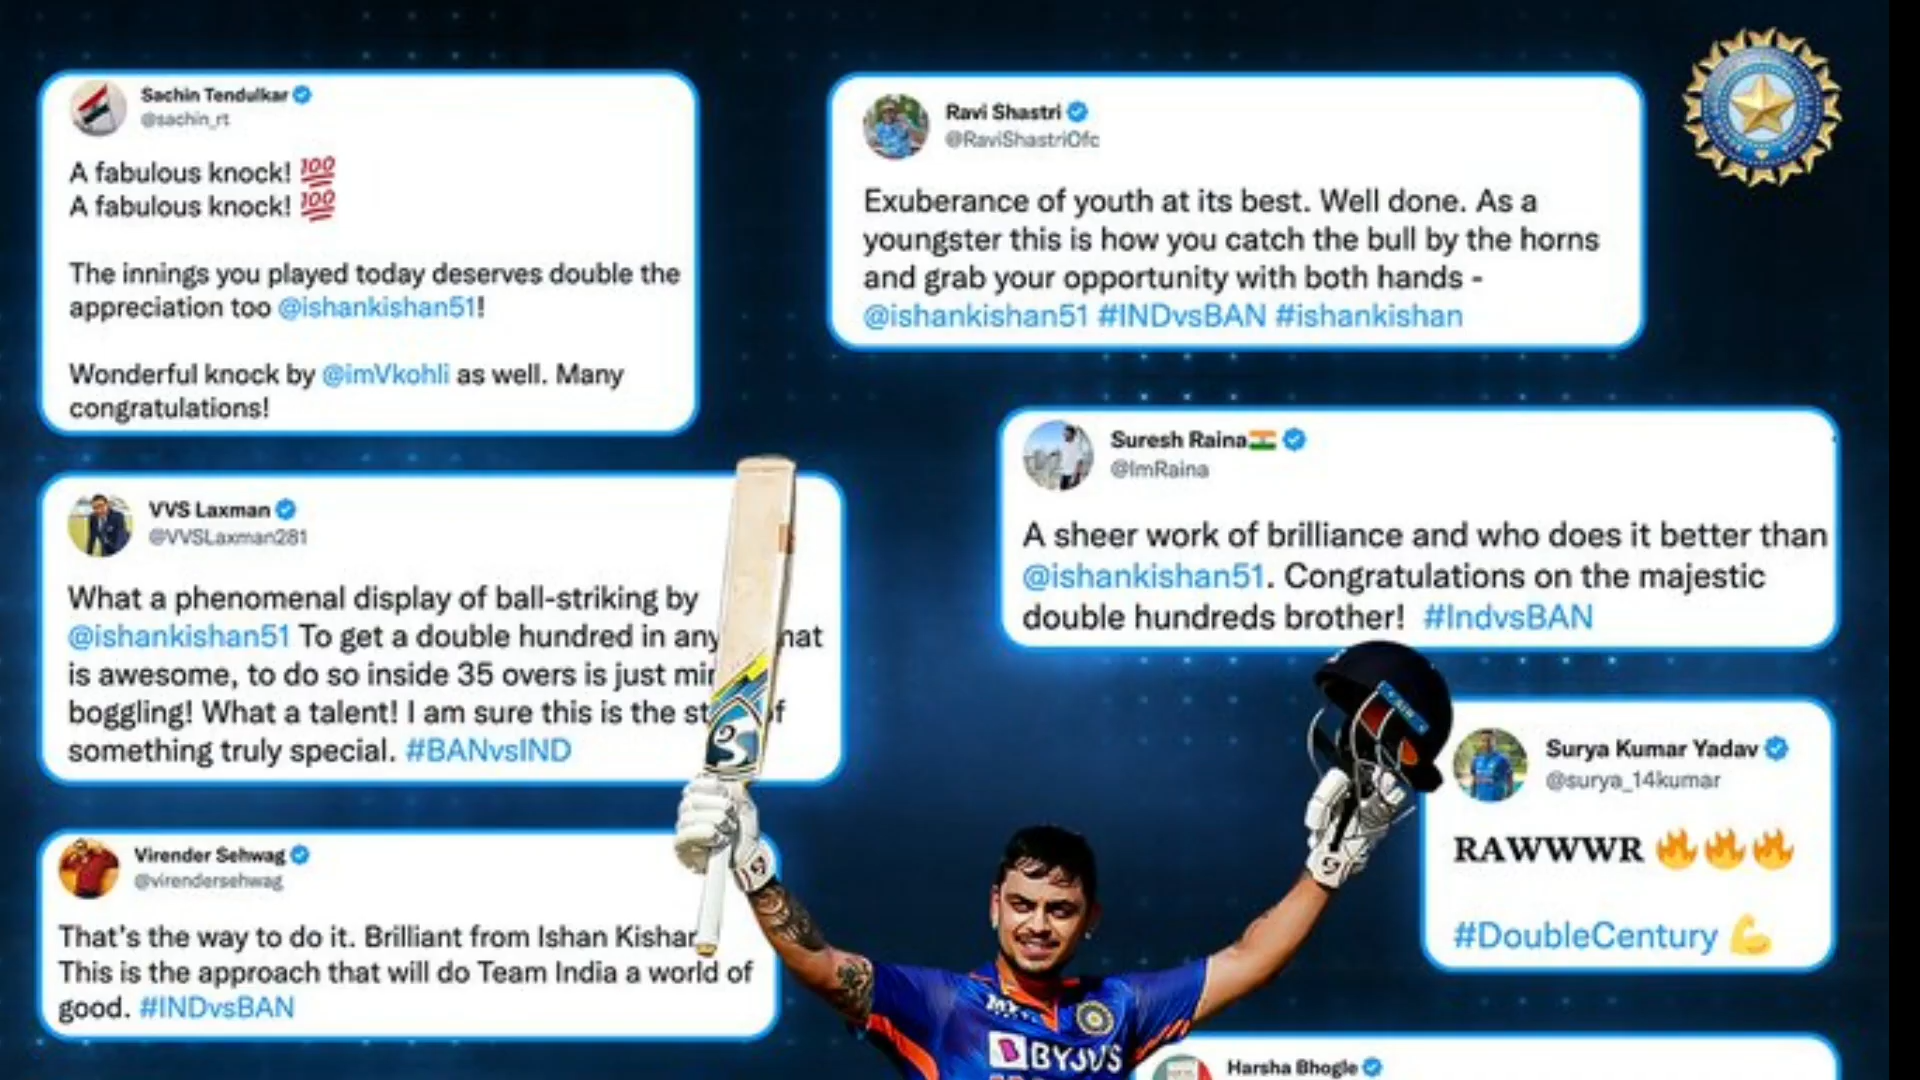 Sachin Tendulkar
@sachin_rt
A fabulous knock! 💯
A fabulous knock! 💯
The innings you played today deserves double the
appreciation too @ishankishan51!
Wonderful knock by @imVkohli as well. Many
congratulations!
Ravi Shastri
@RaviShastriOfc
Exuberance of youth at its best. Well done. As a
youngster this is how you catch the bull by the horns
and grab your opportunity with both hands -
@ishankishan51 #INDvsBAN #ishankishan
VVS Laxman
@VVSLaxman281
What a phenomenal display of ball-striking by
@ishankishan51 To get a double hundred in any
is awesome, to do so inside 35 overs is just
boggling! What a talent! I am sure this is the
something truly special. #BANvsIND
Suresh Raina🇮🇳
@ImRaina
A sheer work of brilliance and who does it better than
@ishankishan51. Congratulations on the majestic
double hundreds brother! #IndvsBAN
Surya Kumar Yadav
@surya_14kumar
RAWWWR 🔥🔥🔥
#DoubleCentury 💪
Virender Sehwag
@virendersehwag
That's the way to do it. Brilliant from Ishan
This is the approach that will do Team India a world of
good. #INDvsBAN
BYJU'S
Harsha Bhogle